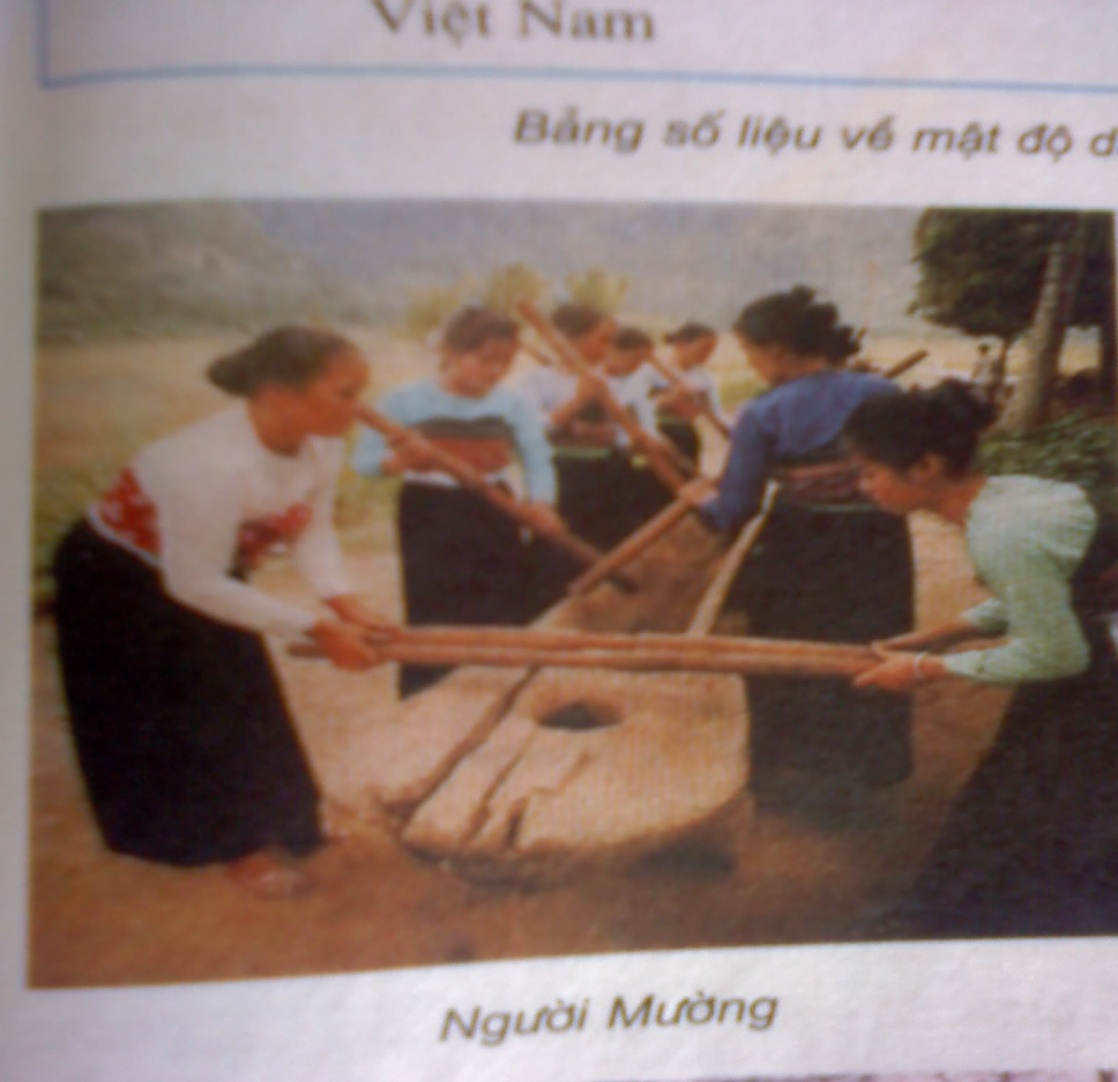 Việt Nam
Bảng số liệu về mật độ
Người Mường